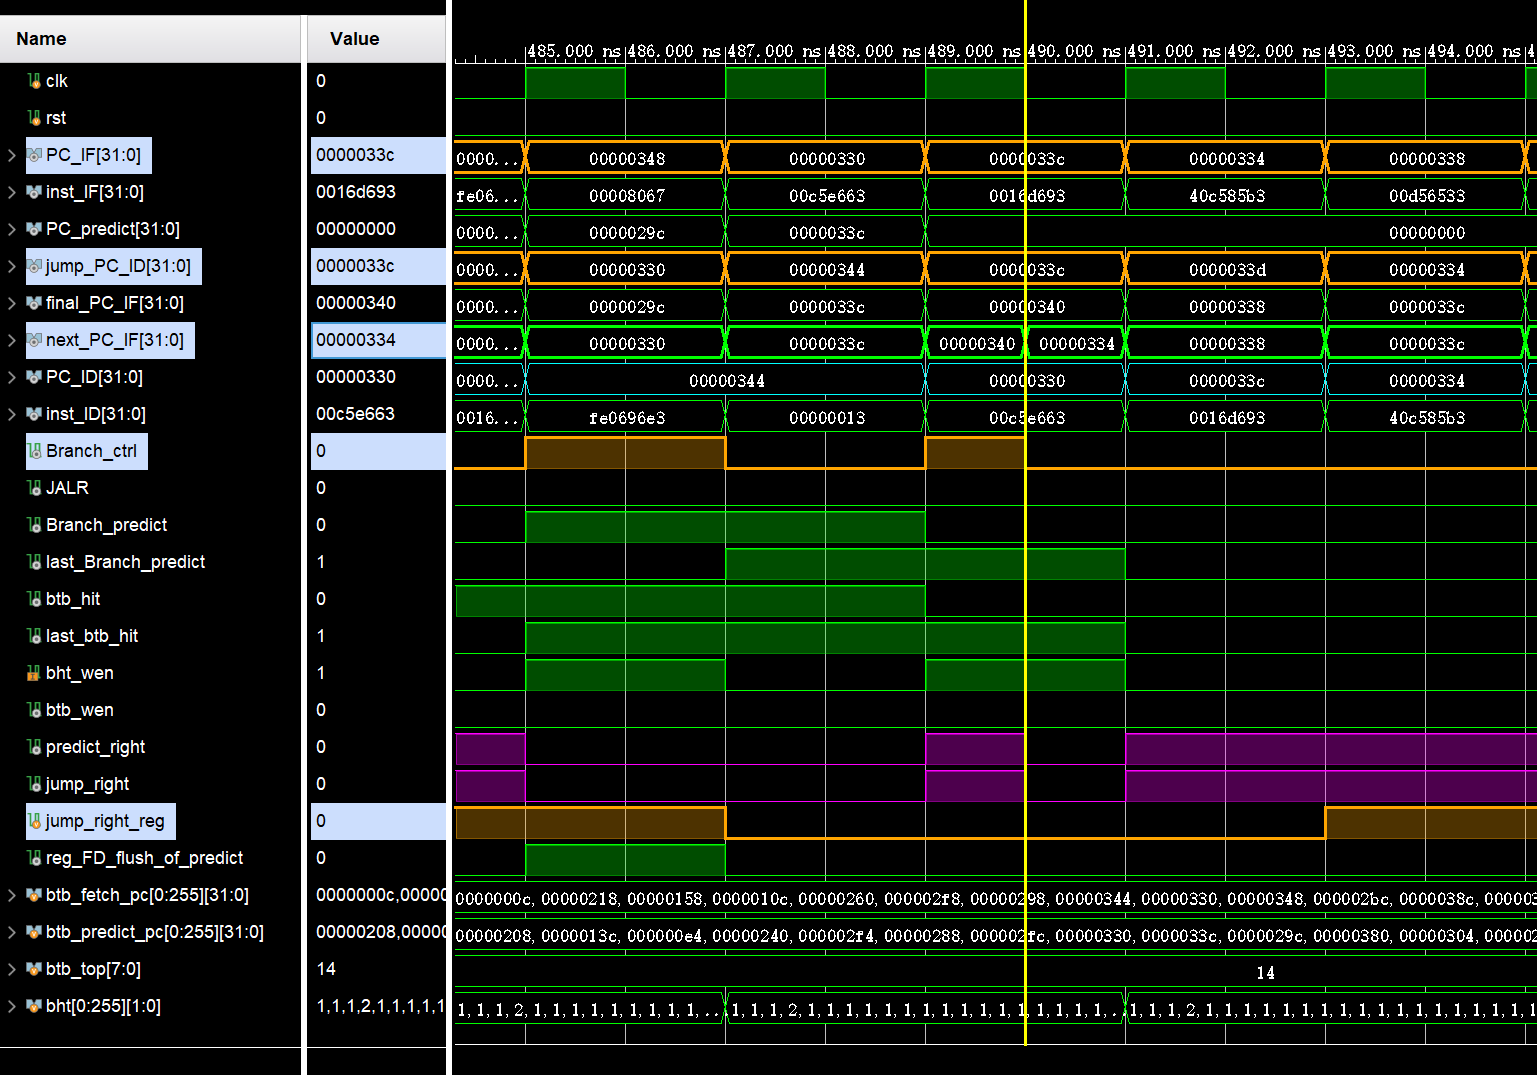 Name Value
485.000 ns 486.000 ns 487.000 ns 488.000 ns 489.000 ns 490.000 ns 491.000 ns 492.000 ns 493.000 ns 494.000 ns 4
clk 0
rst 0
PC_IF[31:0] 0000033c 0000... 00000348 00000330 0000033c 00000334 00000338
inst_IF[31:0] 0016d693 fe06... 00008067 00c5e663 0016d693 40c585b3 00d56533
PC_predict[31:0] 00000000 0000... 0000029c 0000033c 00000000
jump_PC_ID[31:0] 0000033c 0000... 00000330 00000344 0000033c 0000033d 00000334
final_PC_IF[31:0] 00000340 0000... 0000029c 0000033c 00000340 00000338 0000033c
next_PC_IF[31:0] 00000334 0000... 00000330 0000033c 00000340 00000334 00000338 0000033c
PC_ID[31:0] 00000330 0000... 00000344 00000330 0000033c 00000334
inst_ID[31:0] 00c5e663 0016... fe0696e3 00000013 00c5e663 0016d693 40c585b3
Branch_ctrl 0
JALR 0
Branch_predict 0
last_Branch_predict 1
btb_hit 0
last_btb_hit 1
bht_wen 1
btb_wen 0
predict_right 0
jump_right 0
jump_right_reg 0
reg_FD_flush_of_predict 0
btb_fetch_pc[0:255][31:0] 0000000c,00000 0000000c,00000218,00000158,0000010c,00000260,000002f8,00000298,00000344,00000330,00000348,000002bc,0000038c,00000
btb_predict_pc[0:255][31:0] 00000208,00000 00000208,0000013c,000000e4,00000240,000002f4,00000288,000002fc,00000330,0000033c,0000029c,00000380,00000304,00000
btb_top[7:0] 14 14
bht[0:255][1:0] 1,1,1,2,1,1,1,1,1 1,1,1,2,1,1,1,1,1,1,1,1,1,... 1,1,1,2,1,1,1,1,1,1,1,1,1,1,1,1,1,1,1,... 1,1,1,2,1,1,1,1,1,1,1,1,1,1,1,1,1,1,1